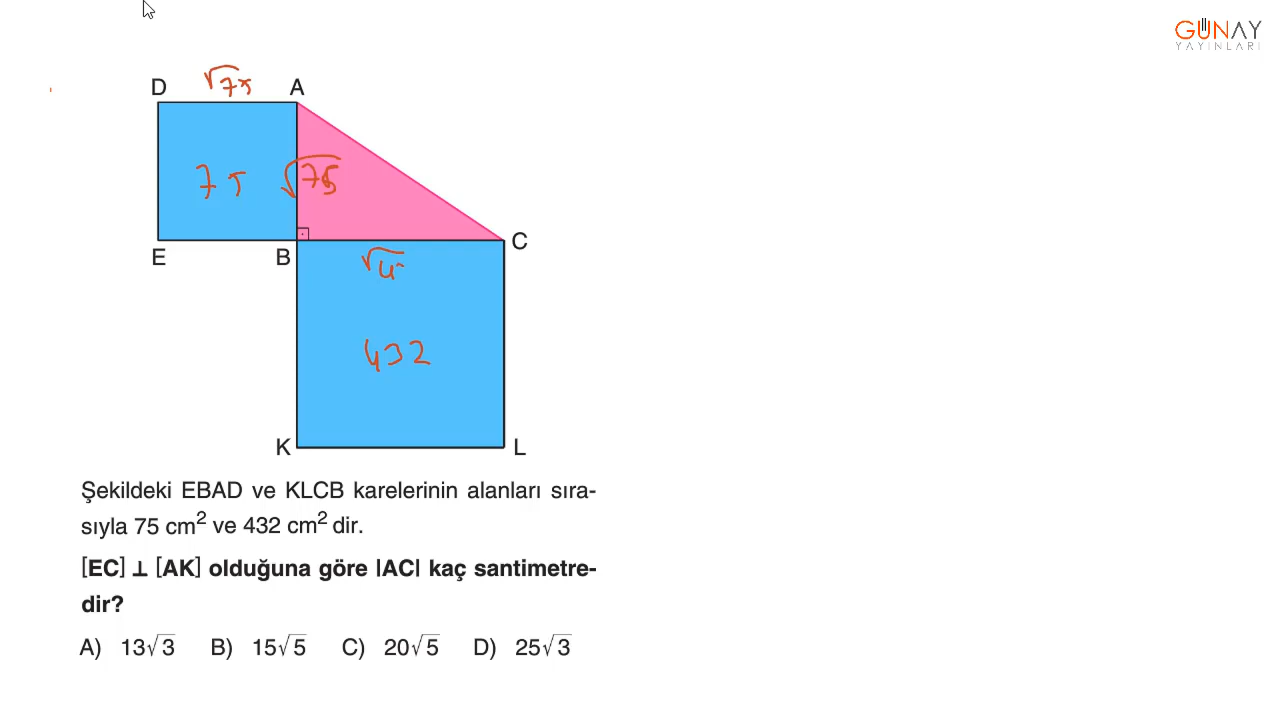 GÜNAY
YAYINLARI
√75
D A
75 √75
E B C
√4
432
K L
Şekildeki EBAD ve KLCB karelerinin alanları sıra-
sıyla 75 cm² ve 432 cm² dir.
[EC] ⊥ [AK] olduğuna göre |AC| kaç santimetre-
dir?
A) 13√3 B) 15√5 C) 20√5 D) 25√3